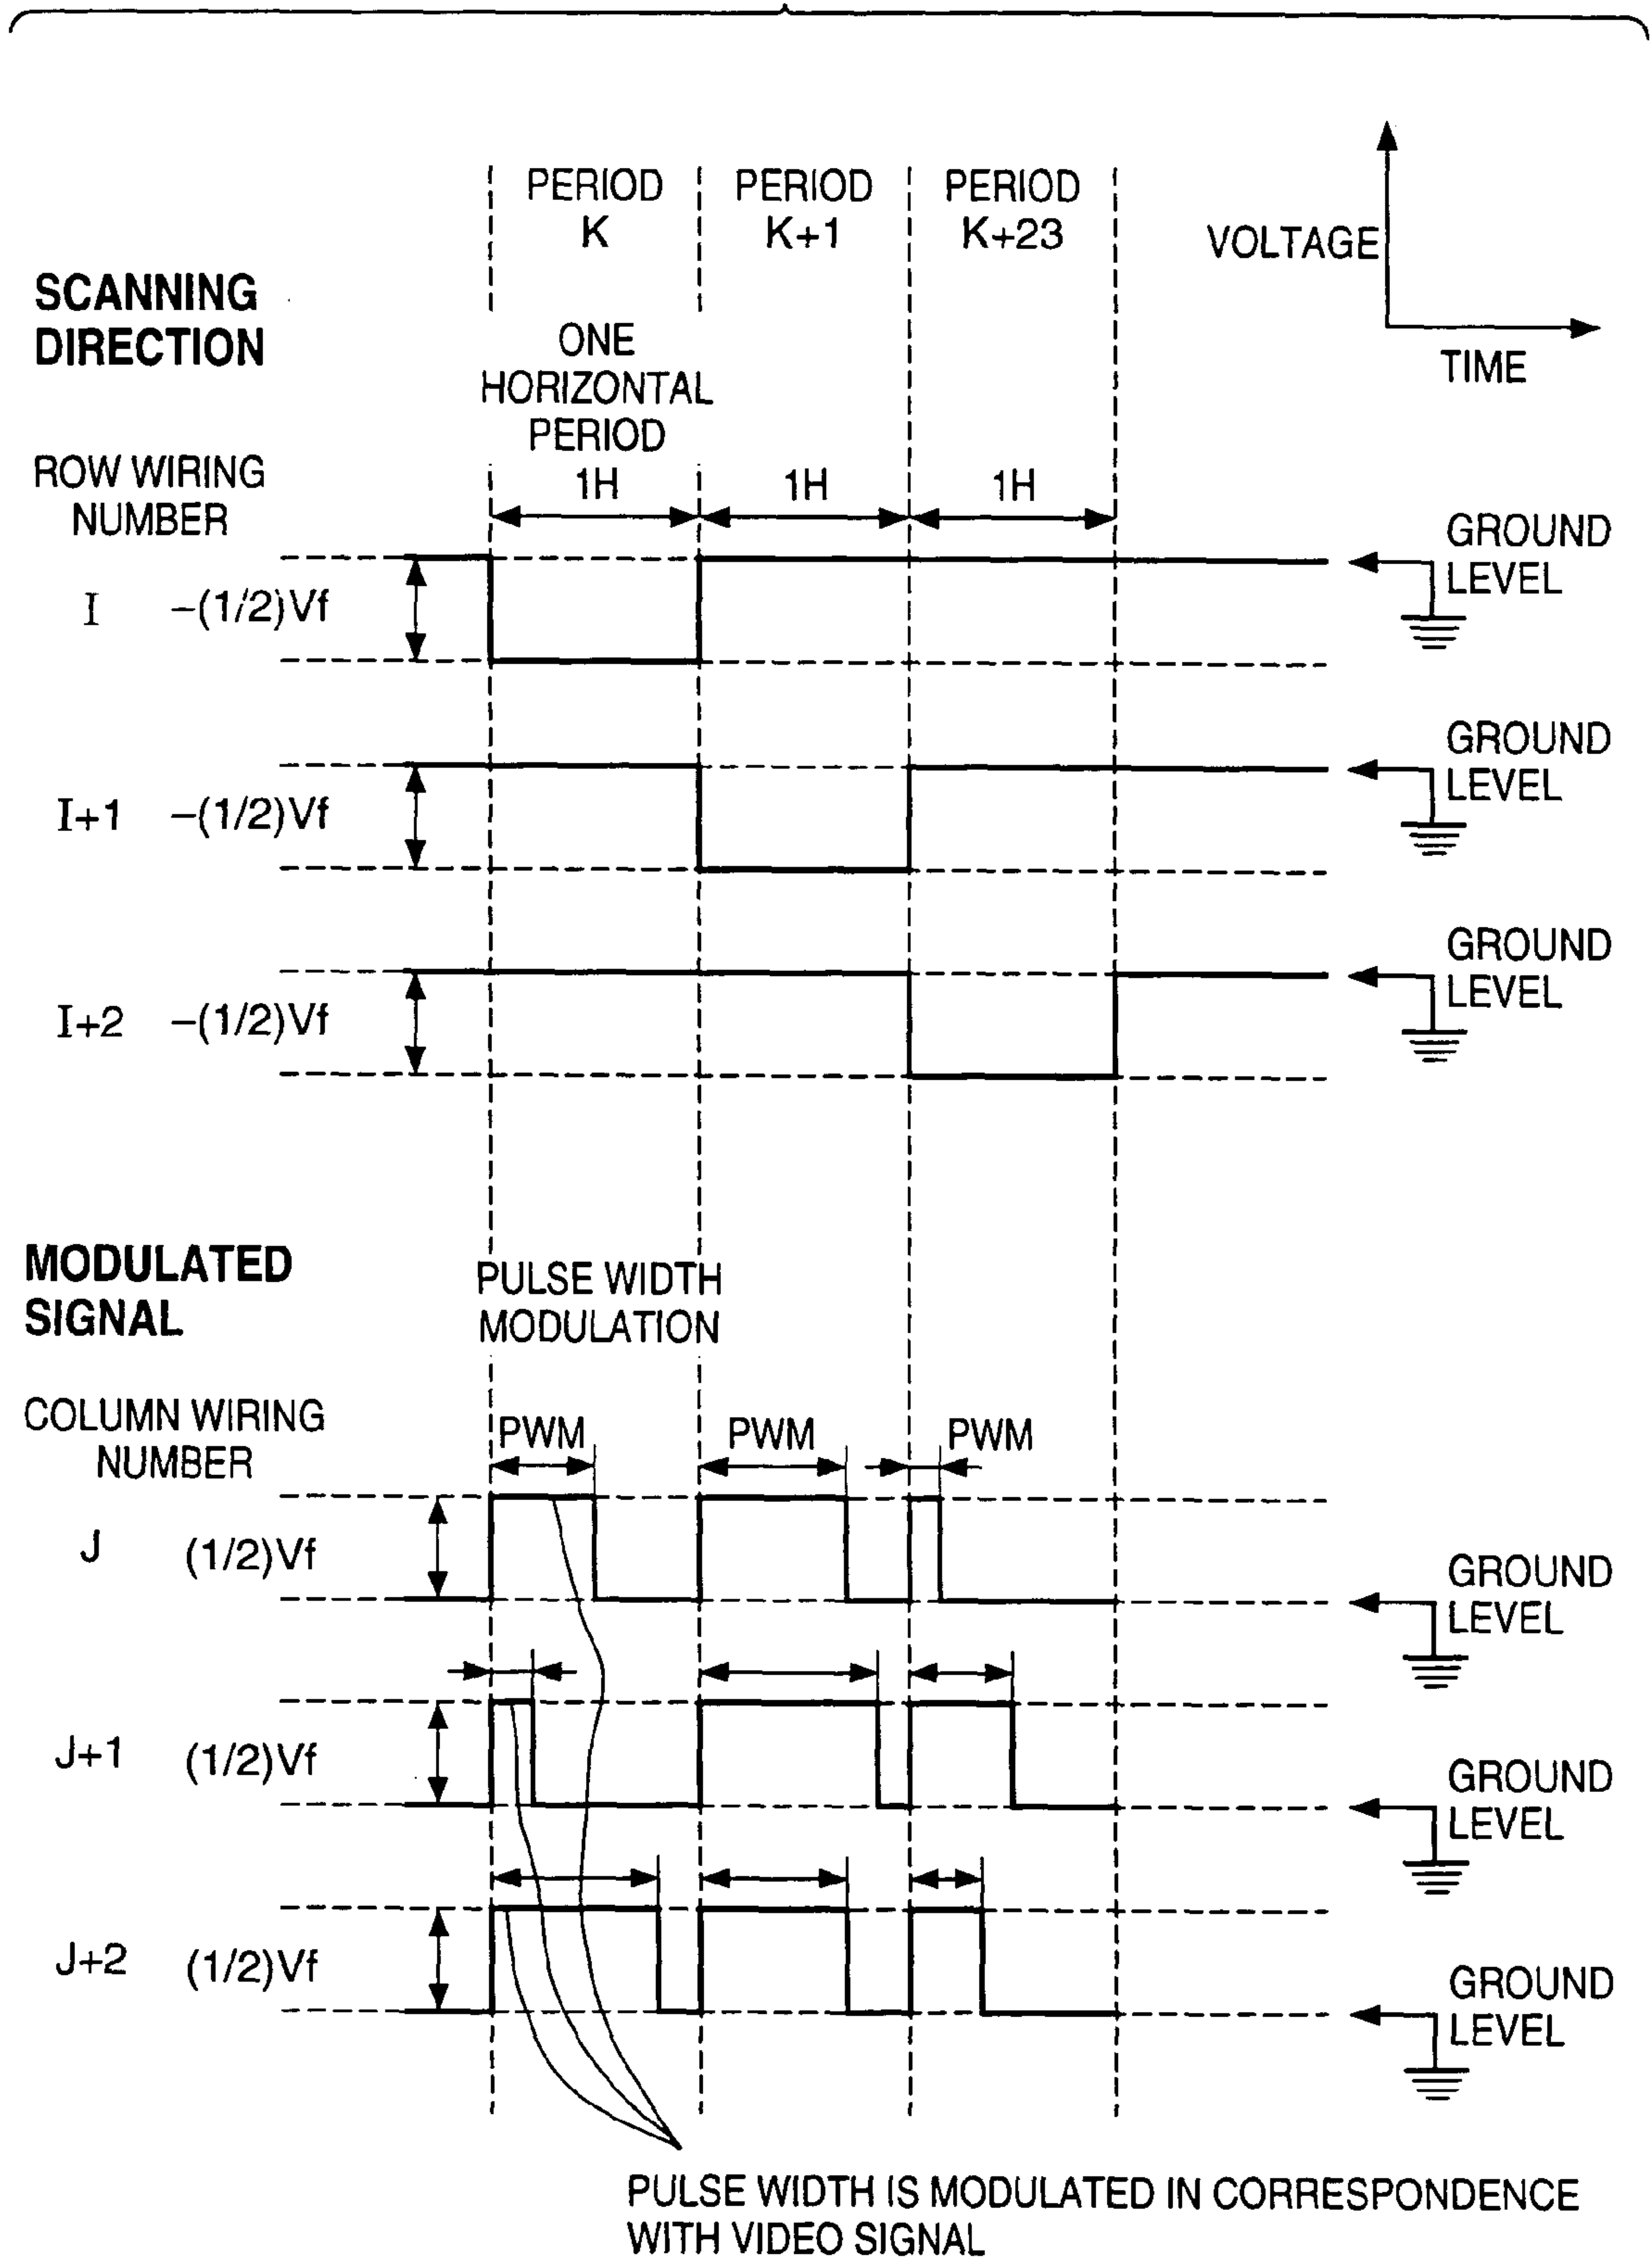 PERIOD
K
PERIOD
K+1
PERIOD
K+23
VOLTAGE
TIME
SCANNING
DIRECTION
ONE
HORIZONTAL
PERIOD
ROW WIRING
NUMBER
1H
1H
1H
I
−(1/2)Vf
GROUND
LEVEL
I+1
−(1/2)Vf
GROUND
LEVEL
I+2
−(1/2)Vf
GROUND
LEVEL
MODULATED
SIGNAL
PULSE WIDTH
MODULATION
COLUMN WIRING
NUMBER
PWM
PWM
PWM
J
(1/2)Vf
GROUND
LEVEL
J+1
(1/2)Vf
GROUND
LEVEL
J+2
(1/2)Vf
GROUND
LEVEL
PULSE WIDTH IS MODULATED IN CORRESPONDENCE
WITH VIDEO SIGNAL